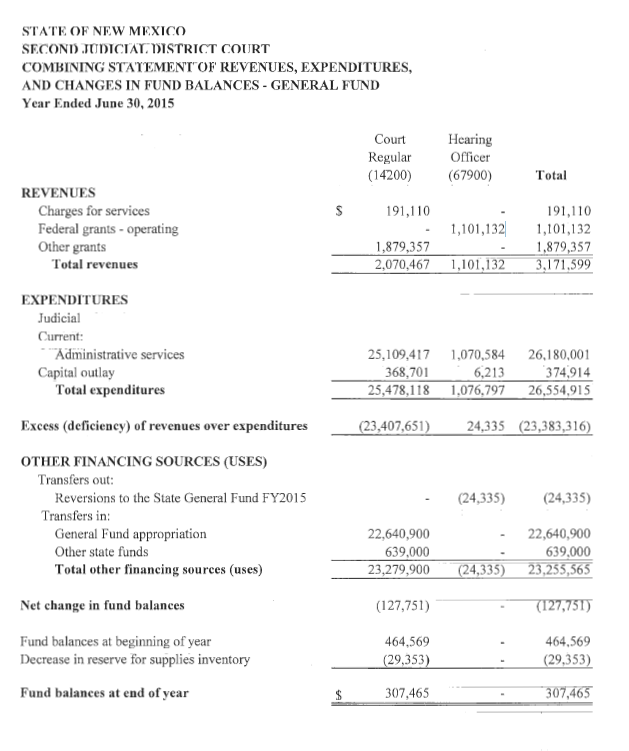 STATE OF NEW MEXICO
SECOND JUDICIAL DISTRICT COURT
COMBINING STATEMENT OF REVENUES, EXPENDITURES,
AND CHANGES IN FUND BALANCES - GENERAL FUND
Year Ended June 30, 2015
Court Hearing
Regular Officer
(14200) (67900) Total
REVENUES
Charges for services $ 191,110 - 191,110
Federal grants - operating - 1,101,132 1,101,132
Other grants 1,879,357 - 1,879,357
Total revenues 2,070,467 1,101,132 3,171,599
EXPENDITURES
Judicial
Current:
Administrative services 25,109,417 1,070,584 26,180,001
Capital outlay 368,701 6,213 374,914
Total expenditures 25,478,118 1,076,797 26,554,915
Excess (deficiency) of revenues over expenditures (23,407,651) 24,335 (23,383,316)
OTHER FINANCING SOURCES (USES)
Transfers out:
Reversions to the State General Fund FY2015 - (24,335) (24,335)
Transfers in:
General Fund appropriation 22,640,900 - 22,640,900
Other state funds 639,000 - 639,000
Total other financing sources (uses) 23,279,900 (24,335) 23,255,565
Net change in fund balances (127,751) - (127,751)
Fund balances at beginning of year 464,569 - 464,569
Decrease in reserve for supplies inventory (29,353) - (29,353)
Fund balances at end of year $ 307,465 - 307,465